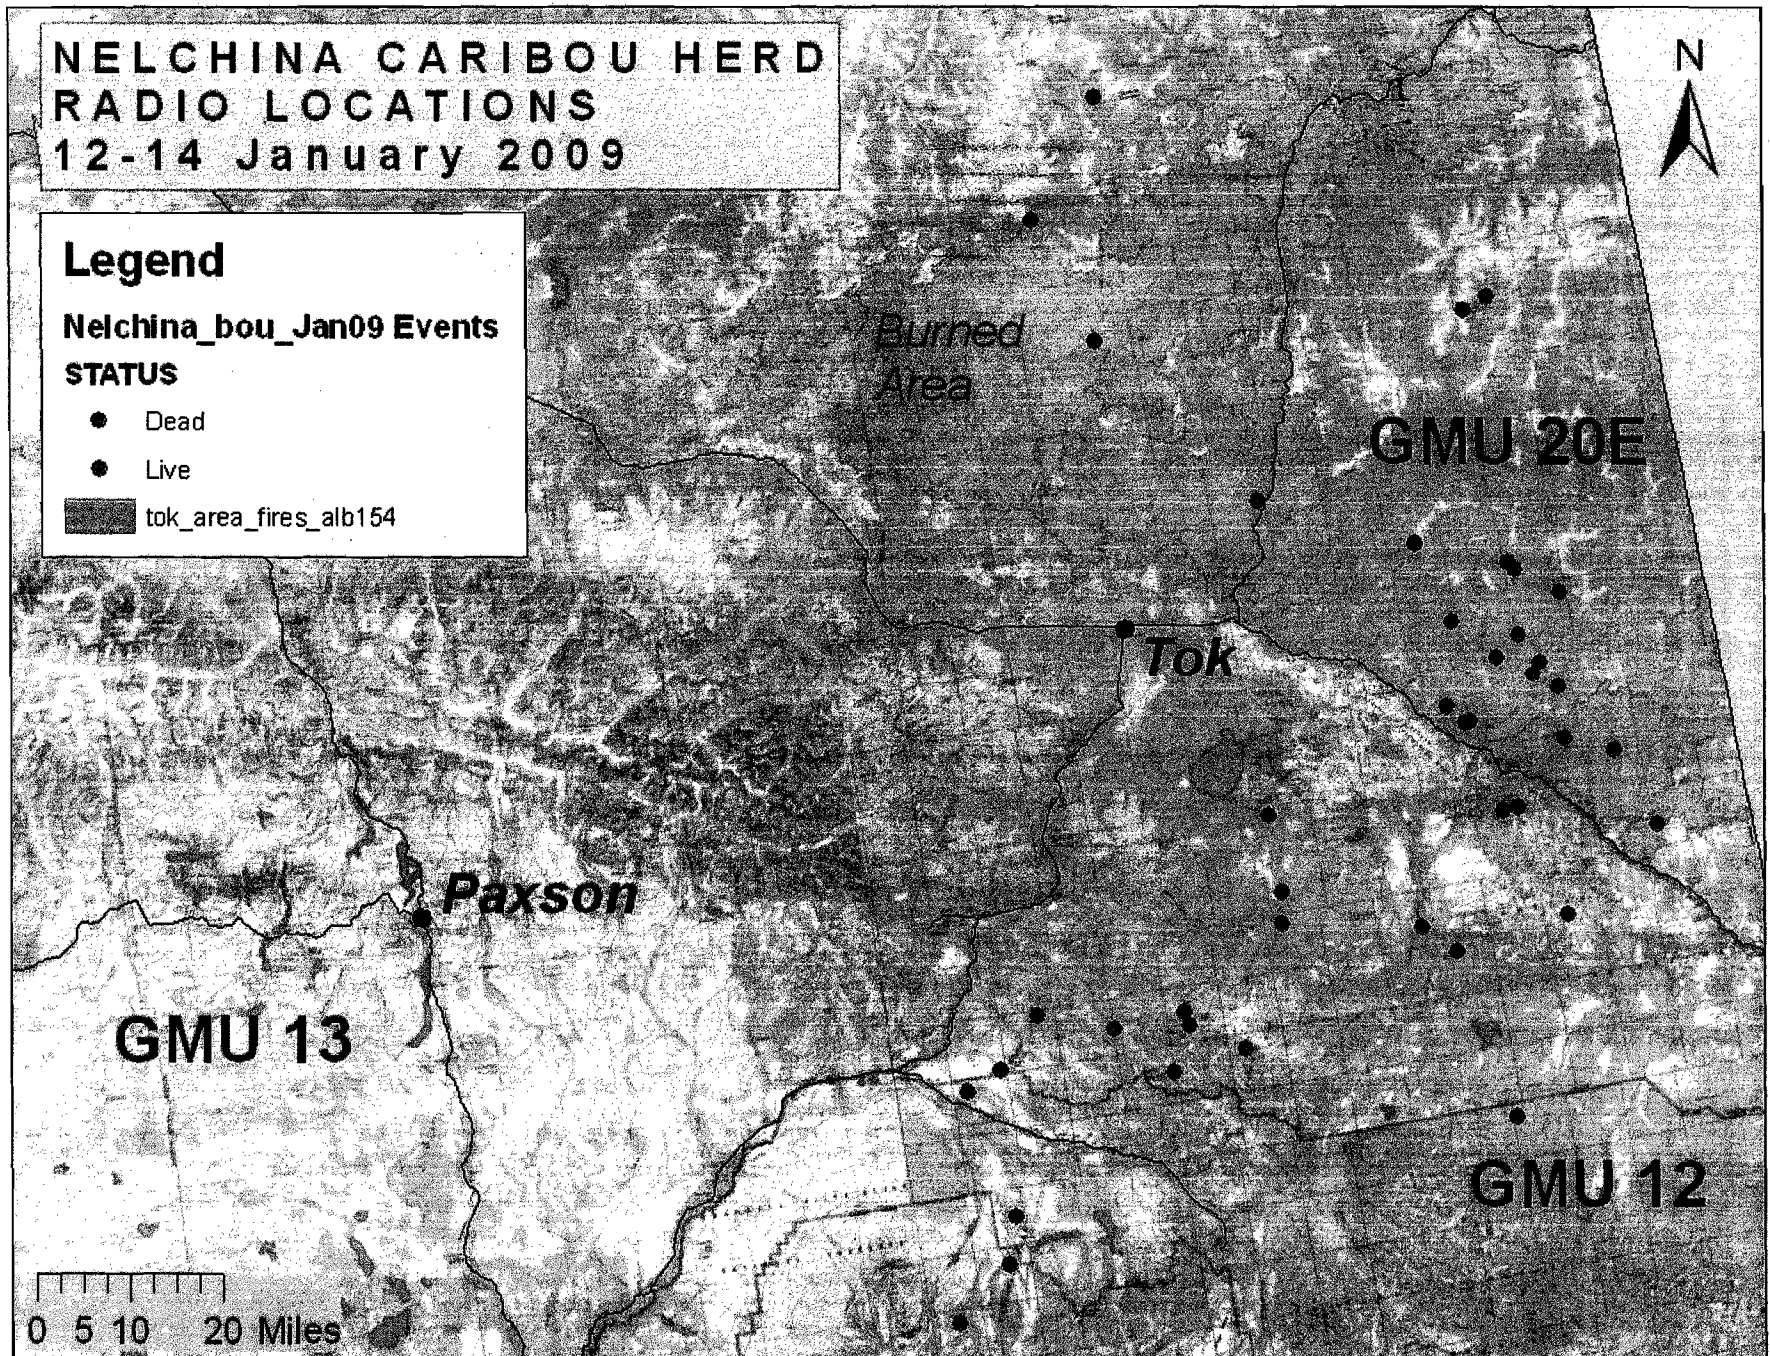 NELCHINA CARIBOU HERD
RADIO LOCATIONS
12-14 January 2009
N
Legend
Nelchina_bou_Jan09 Events
STATUS
Dead
Live
tok_area_fires_alb154
Burned
Area
GMU 20E
Tok
Paxson
GMU 13
GMU 12
0 5 10 20 Miles